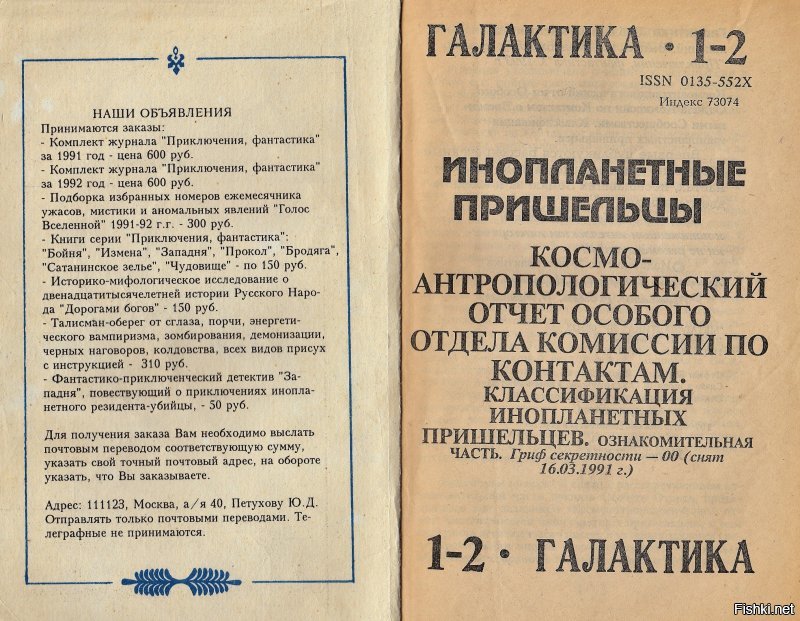 НАШИ ОБЪЯВЛЕНИЯ
Принимаются заказы:
- Комплект журнала "Приключения, фантастика"
за 1991 год - цена 600 руб.
- Комплект журнала "Приключения, фантастика"
за 1992 год - цена 600 руб.
- Подборка избранных номеров ежемесячника
ужасов, мистики и аномальных явлений "Голос
Вселенной" 1991-92 г.г. - 300 руб.
- Книги серии "Приключения, фантастика":
"Бойня", "Измена", "Западня", "Прокол", "Бродяга",
"Сатанинское зелье", "Чудовище" - по 150 руб.
- Историко-мифологическое исследование о
двенадцатитысячелетней истории Русского Наро-
да "Дорогами богов" - 150 руб.
- Талисман-оберег от сглаза, порчи, энергети-
ческого вампиризма, зомбирования, демонизации,
черных наговоров, колдовства, всех видов присух
с инструкцией - 310 руб.
- Фантастико-приключенческий детектив "За-
падня", повествующий о приключениях инопла-
нетного резидента-убийцы, - 50 руб.
Для получения заказа Вам необходимо выслать
почтовым переводом соответствующую сумму,
указать свой точный почтовый адрес, на обороте
указать, что Вы заказываете.
Адрес: 111123, Москва, а/я 40, Петухову Ю.Д.
Отправлять только почтовыми переводами. Те-
леграфные не принимаются.
ГАЛАКТИКА • 1-2
ISSN 0135-552X
Индекс 73074
ИНОПЛАНЕТНЫЕ
ПРИШЕЛЬЦЫ
КОСМО-
АНТРОПОЛОГИЧЕСКИЙ
ОТЧЕТ ОСОБОГО
ОТДЕЛА КОМИССИИ ПО
КОНТАКТАМ.
КЛАССИФИКАЦИЯ
ИНОПЛАНЕТНЫХ
ПРИШЕЛЬЦЕВ. ОЗНАКОМИТЕЛЬНАЯ
ЧАСТЬ. Гриф секретности — 00 (снят
16.03.1991 г.)
1-2 • ГАЛАКТИКА
Fishki.net